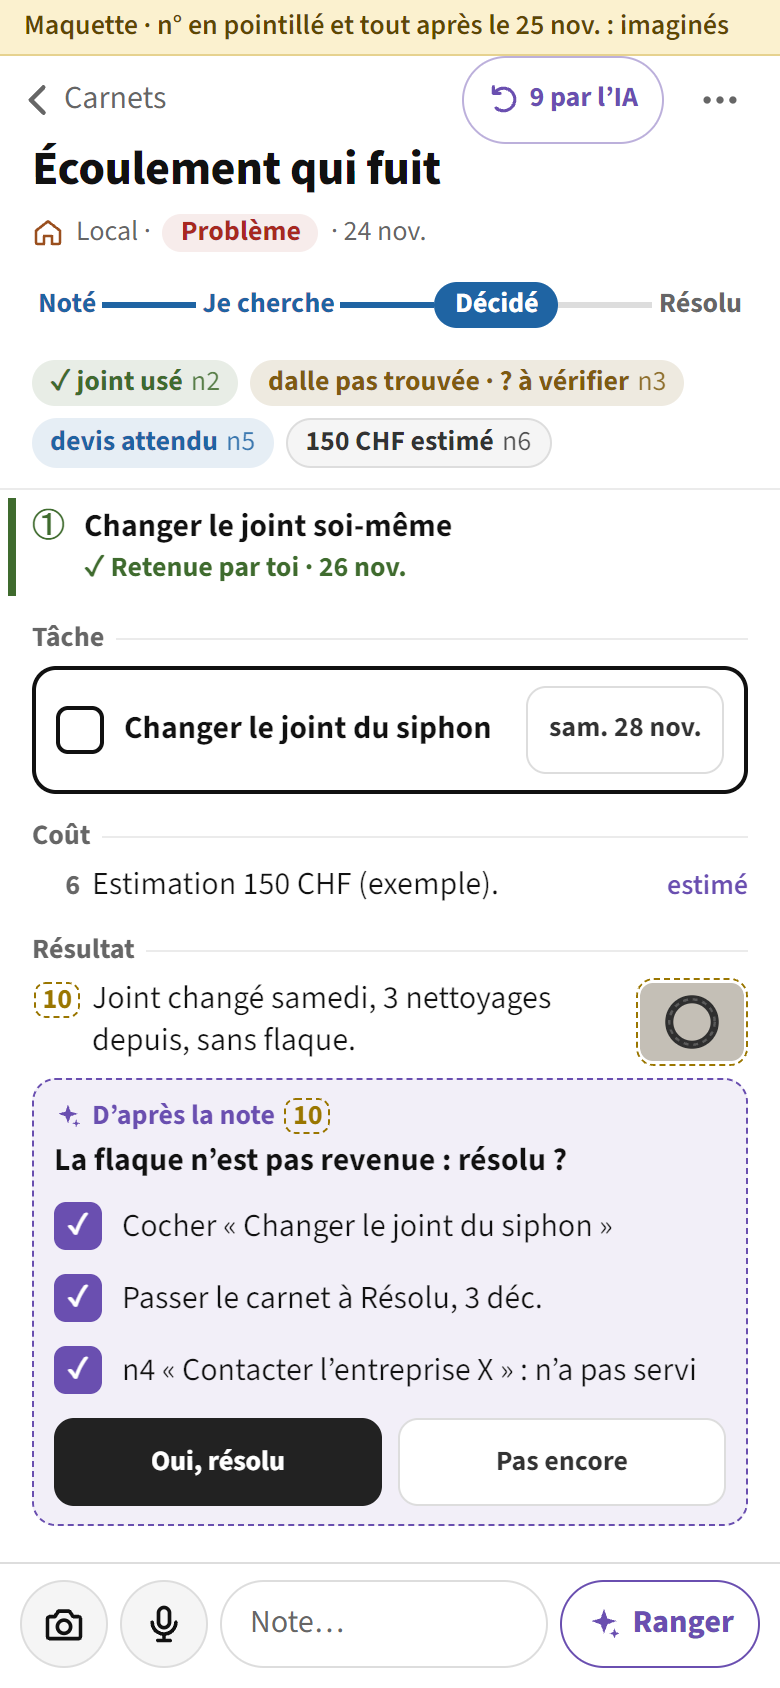 Maquette · n° en pointillé et tout après le 25 nov. : imaginés
Carnets
9 par l’IA
Écoulement qui fuit
Local · Problème · 24 nov.
Noté Je cherche Décidé Résolu
✓ joint usé n2
dalle pas trouvée · ? à vérifier n3
devis attendu n5
150 CHF estimé n6
① Changer le joint soi-même
✓ Retenue par toi · 26 nov.
Tâche
Changer le joint du siphon
sam. 28 nov.
Coût
6 Estimation 150 CHF (exemple).
estimé
Résultat
10 Joint changé samedi, 3 nettoyages
depuis, sans flaque.
D’après la note 10
La flaque n’est pas revenue : résolu ?
✓ Cocher « Changer le joint du siphon »
✓ Passer le carnet à Résolu, 3 déc.
✓ n4 « Contacter l’entreprise X » : n’a pas servi
Oui, résolu
Pas encore
Note…
Ranger